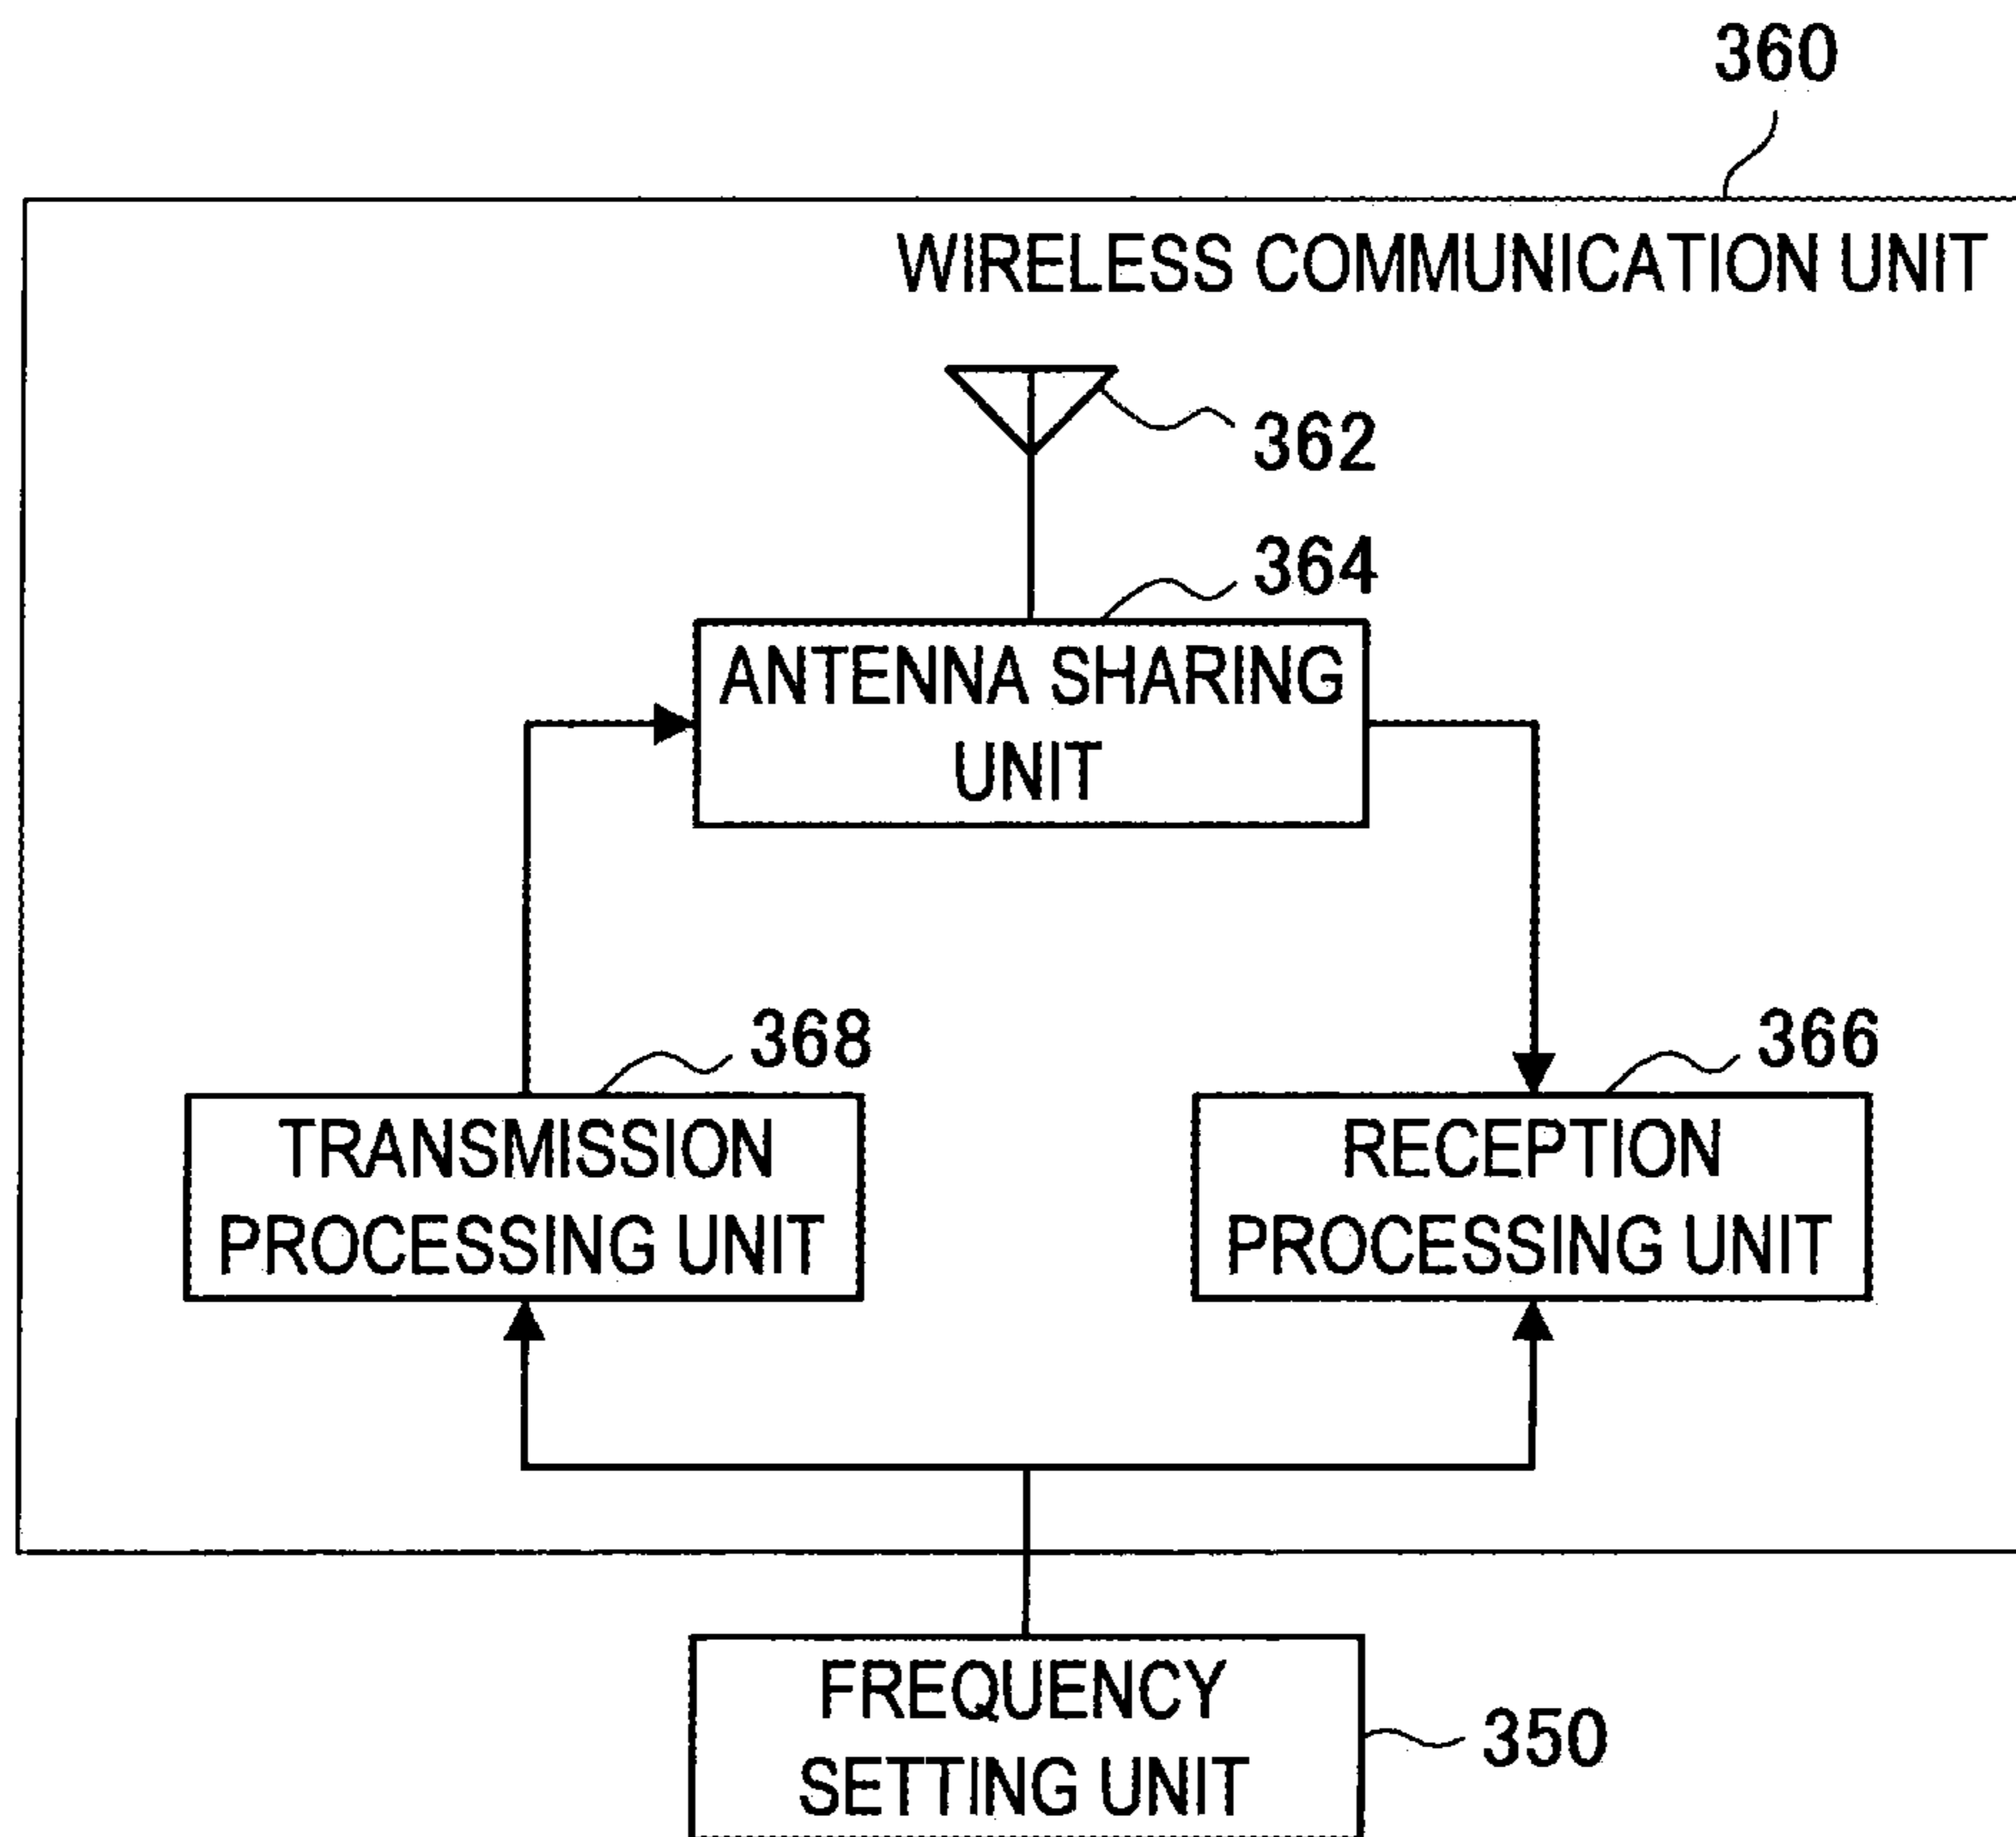 360
WIRELESS COMMUNICATION UNIT
362
364
ANTENNA SHARING
UNIT
368
366
TRANSMISSION
PROCESSING UNIT
RECEPTION
PROCESSING UNIT
FREQUENCY
SETTING UNIT
350